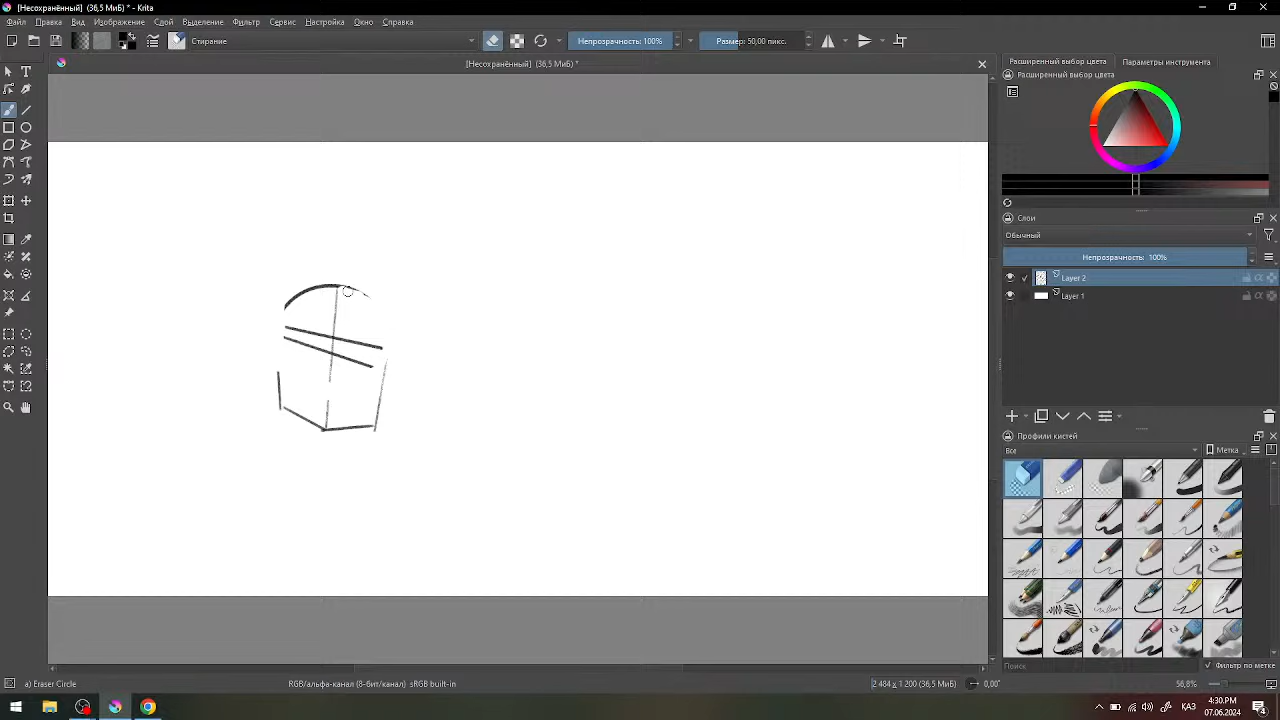 [Несохранённый] (36,5 МиБ) * - Krita
Файл Правка Вид Изображение Слой Выделение Фильтр Сервис Настройка Окно Справка
Стирание Непрозрачность: 100% Размер: 50,00 пикс.
[Несохранённый] (36,5 МиБ) *
Расширенный выбор цвета Параметры инструмента
Расширенный выбор цвета
Слои
Обычный
Непрозрачность: 100%
Layer 2
Layer 1
Профили кистей
Все Метка
Поиск Фильтр по метке
a) Eraser Circle RGB/альфа-канал (8-бит/канал) sRGB built-in 2 484 x 1 200 (36,5 МиБ) 0,00° 56,8%
КАЗ 4:30 PM
07.06.2024